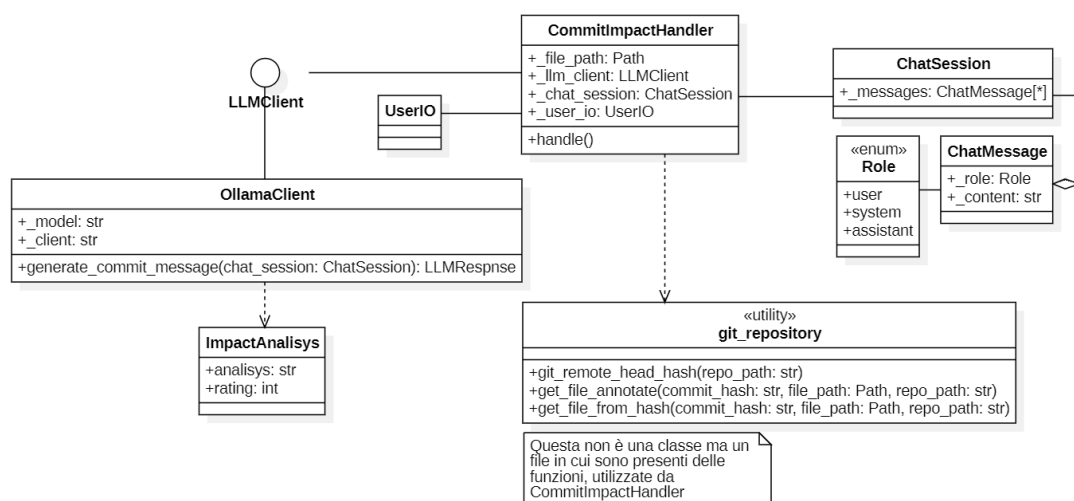 CommitImpactHandler
+_file_path: Path
+_llm_client: LLMClient
+_chat_session: ChatSession
+_user_io: UserIO
+handle()
LLMClient
UserIO
ChatSession
+_messages: ChatMessage[*]
«enum»
Role
+user
+system
+assistant
ChatMessage
+_role: Role
+_content: str
OllamaClient
+_model: str
+_client: str
+generate_commit_message(chat_session: ChatSession): LLMRespnse
ImpactAnalisys
+analisys: str
+rating: int
«utility»
git_repository
+git_remote_head_hash(repo_path: str)
+get_file_annotate(commit_hash: str, file_path: Path, repo_path: str)
+get_file_from_hash(commit_hash: str, file_path: Path, repo_path: str)
Questa non è una classe ma un
file in cui sono presenti delle
funzioni, utilizzate da
CommitImpactHandler